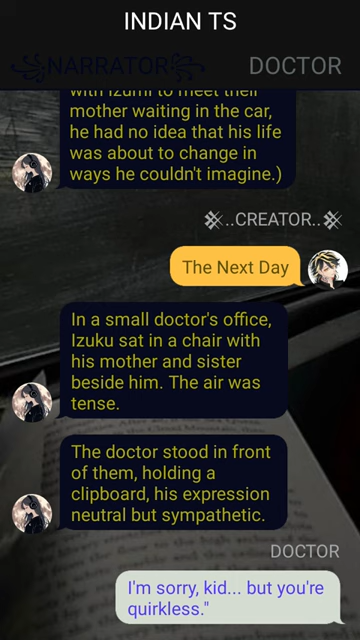 INDIAN TS
NARRATOR
DOCTOR
with Izumi to meet their
mother waiting in the car,
he had no idea that his life
was about to change in
ways he couldn't imagine.)
..CREATOR..
The Next Day
In a small doctor's office,
Izuku sat in a chair with
his mother and sister
beside him. The air was
tense.
The doctor stood in front
of them, holding a
clipboard, his expression
neutral but sympathetic.
DOCTOR
I'm sorry, kid... but you're
quirkless."